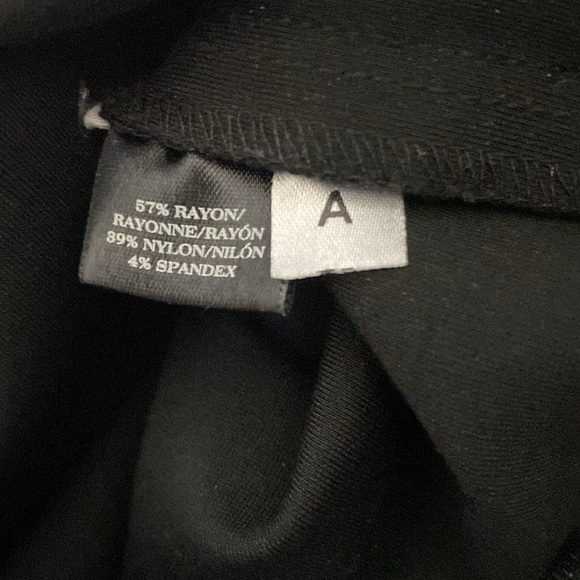 57% RAYON/
RAYONNE/RAYÓN
39% NYLON/NILÓN
4% SPANDEX
A